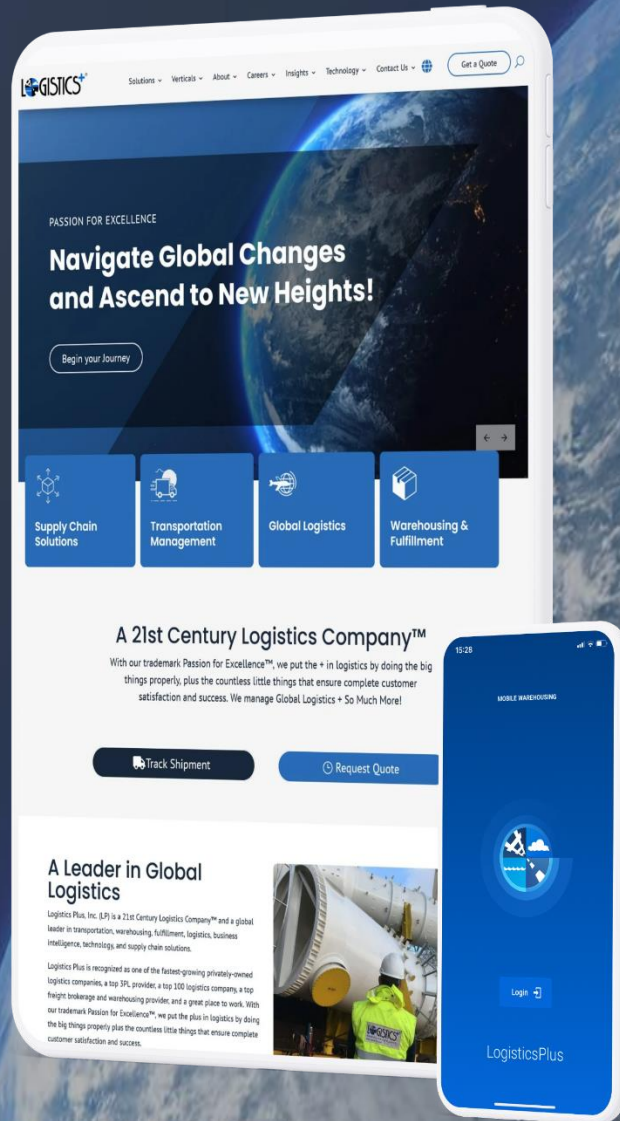 LOGISTICS+
Solutions Verticals About Careers Insights Technology Contact Us Get a Quote
PASSION FOR EXCELLENCE
Navigate Global Changes
and Ascend to New Heights!
Begin your Journey
Supply Chain
Solutions
Transportation
Management
Global Logistics
Warehousing &
Fulfillment
A 21st Century Logistics Company™
With our trademark Passion for Excellence™, we put the + in logistics by doing the big
things properly, plus the countless little things that ensure complete customer
satisfaction and success. We manage Global Logistics + So Much More!
Track Shipment
Request Quote
A Leader in Global
Logistics
Logistics Plus, Inc. (LP) is a 21st Century Logistics Company™ and a global
leader in transportation, warehousing, fulfillment, logistics, business
intelligence, technology, and supply chain solutions.
Logistics Plus is recognized as one of the fastest-growing privately-owned
logistics companies, a top 3PL provider, a top 100 logistics company, a top
freight brokerage and warehousing provider, and a great place to work. With
our trademark Passion for Excellence™, we put the plus in logistics by doing
the big things properly plus the countless little things that ensure complete
customer satisfaction and success.
LOGISTICS+
15:28
MOBILE WAREHOUSING
Login
LogisticsPlus